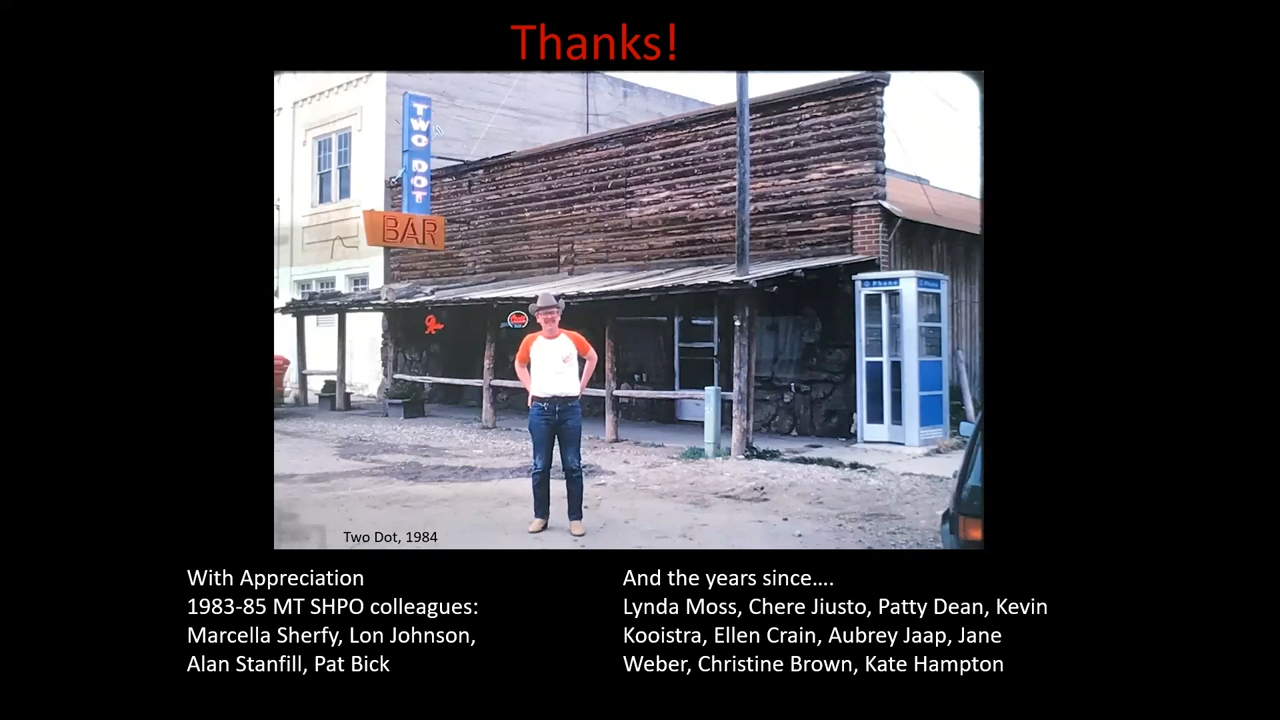 Thanks!
TWO DOT
BAR
Phone
Phone
Two Dot, 1984
With Appreciation
1983-85 MT SHPO colleagues:
Marcella Sherfy, Lon Johnson,
Alan Stanfill, Pat Bick
And the years since....
Lynda Moss, Chere Jiusto, Patty Dean, Kevin
Kooistra, Ellen Crain, Aubrey Jaap, Jane
Weber, Christine Brown, Kate Hampton